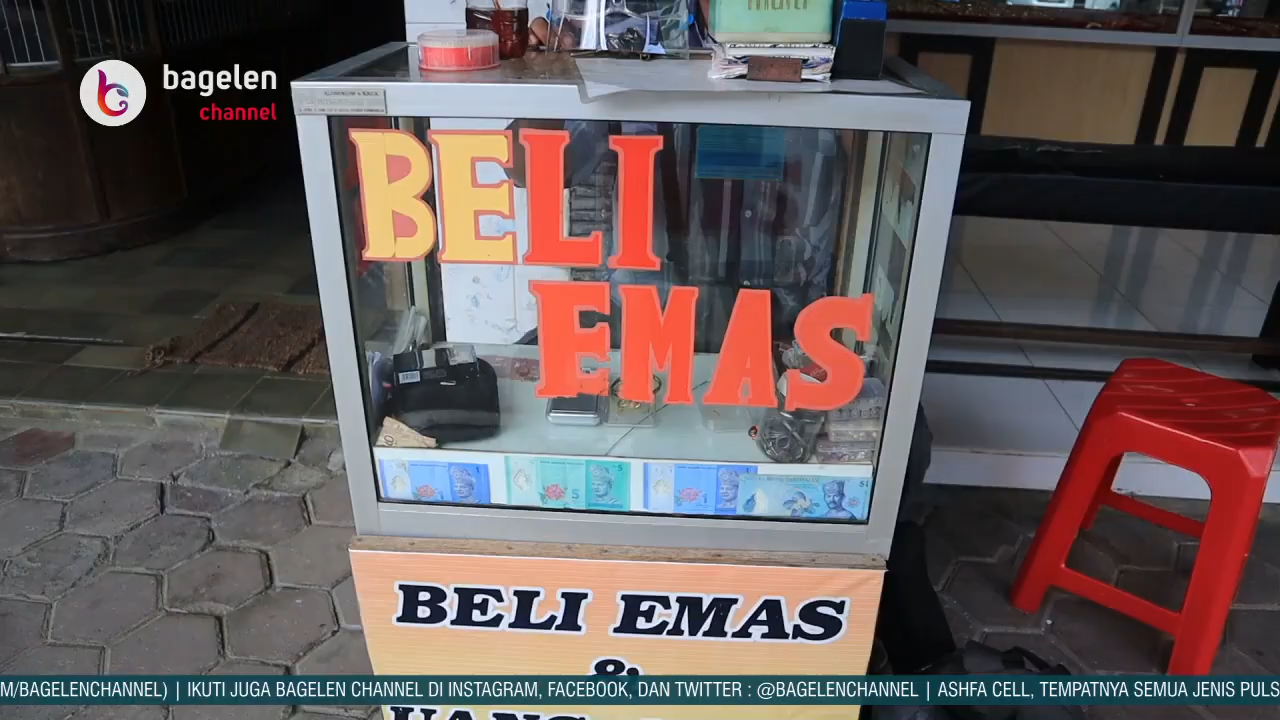 bagelen
channel
BELI
EMAS
BELI EMAS
&
UANG
M/BAGELENCHANNEL) | IKUTI JUGA BAGELEN CHANNEL DI INSTAGRAM, FACEBOOK, DAN TWITTER : @BAGELENCHANNEL | ASHFA CELL, TEMPATNYA SEMUA JENIS PULS